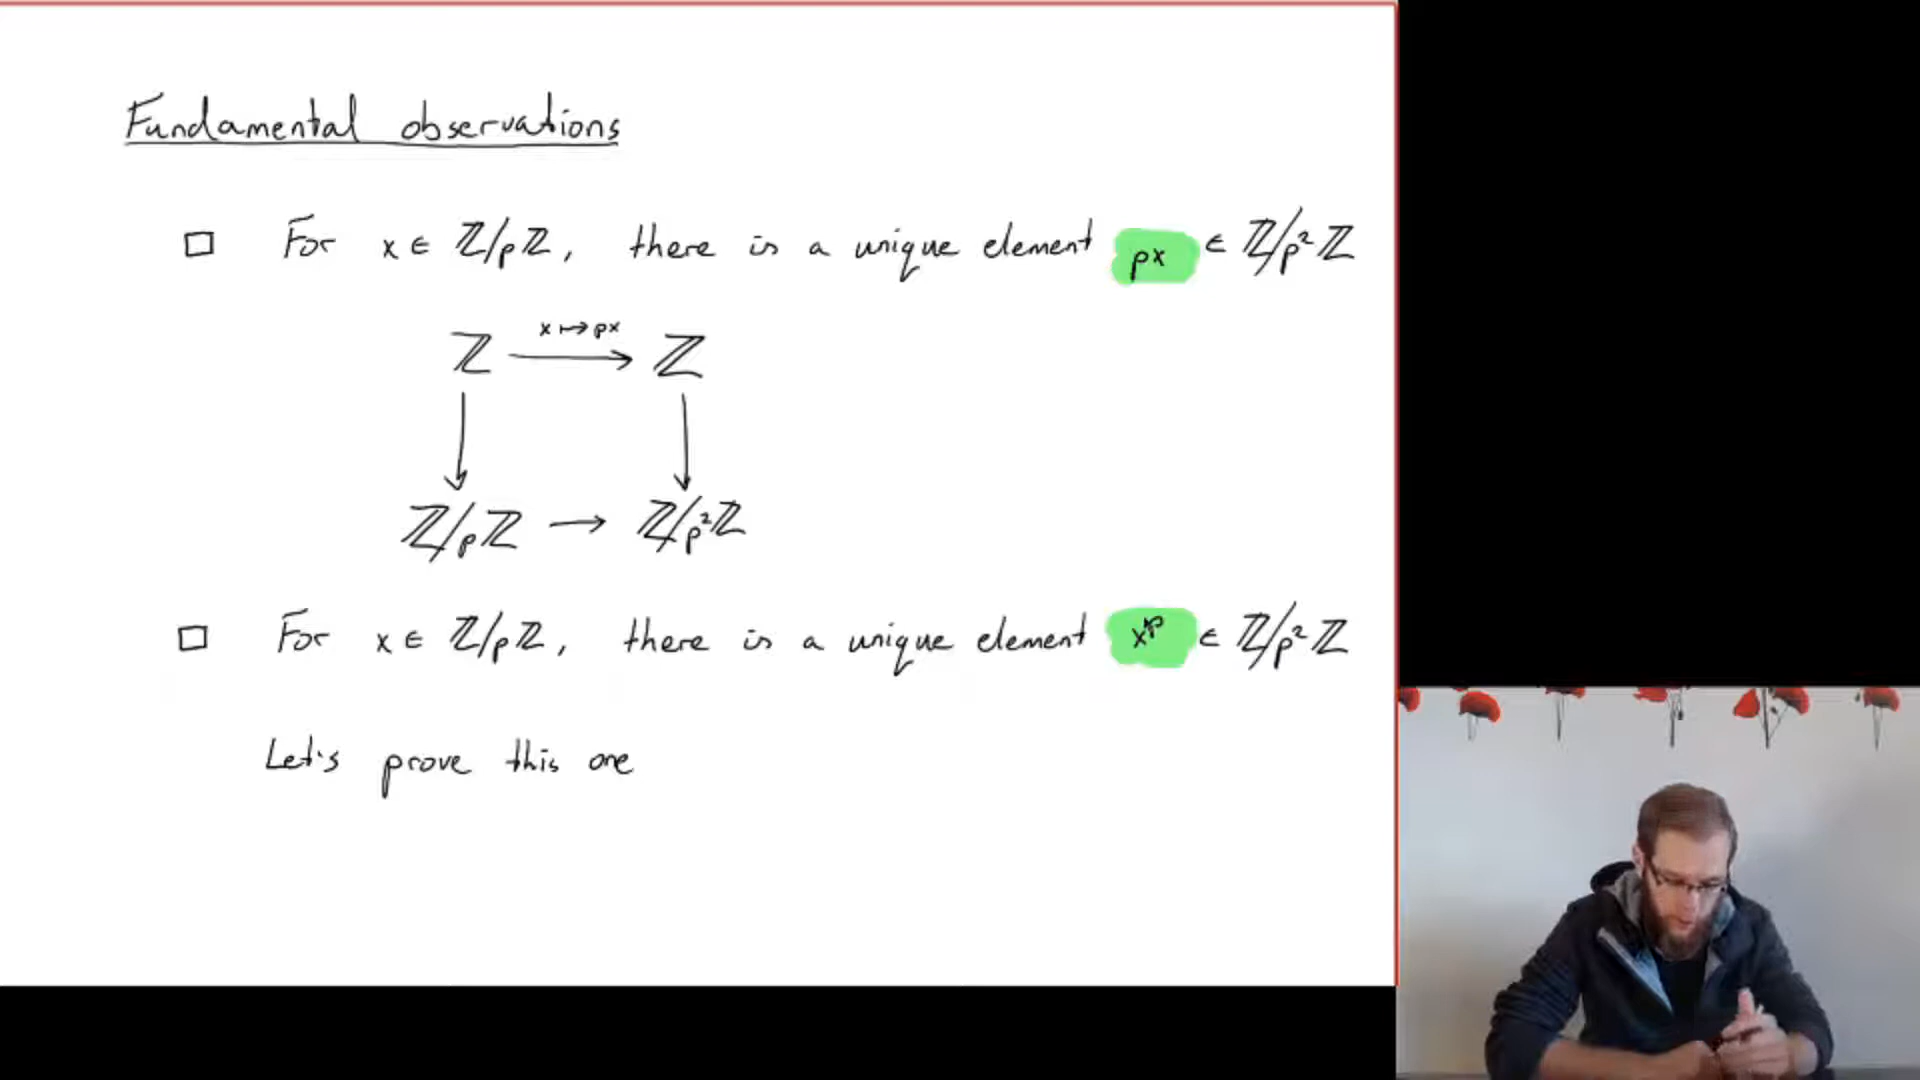 Fundamental observations
□ For x ∈ ℤ/pℤ, there is a unique element px ∈ ℤ/p²ℤ
x ↦ px
ℤ → ℤ
↓ ↓
ℤ/pℤ → ℤ/p²ℤ
□ For x ∈ ℤ/pℤ, there is a unique element xᵖ ∈ ℤ/p²ℤ
Let's prove this one